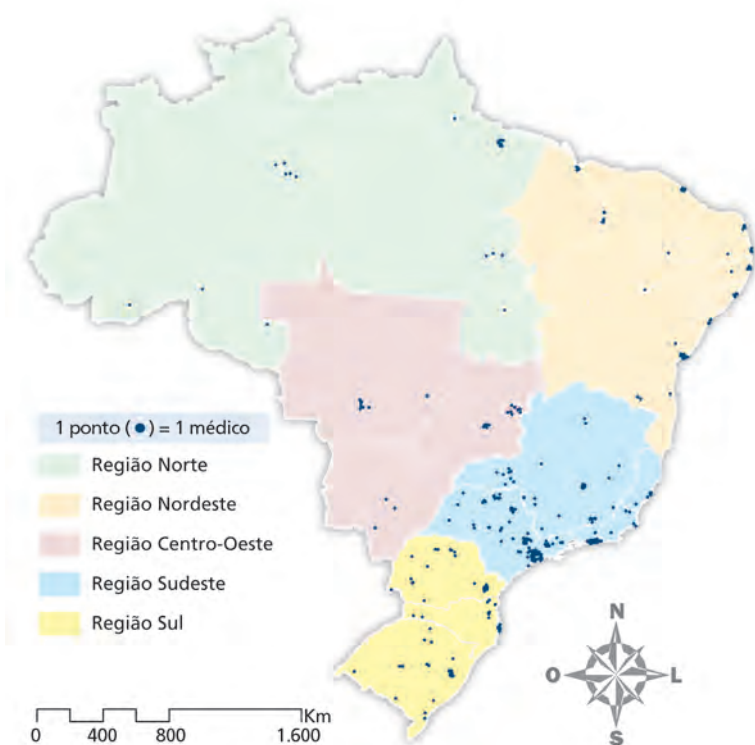 1 ponto (●) = 1 médico
Região Norte
Região Nordeste
Região Centro-Oeste
Região Sudeste
Região Sul
N
O L
S
Km
0 400 800 1.600